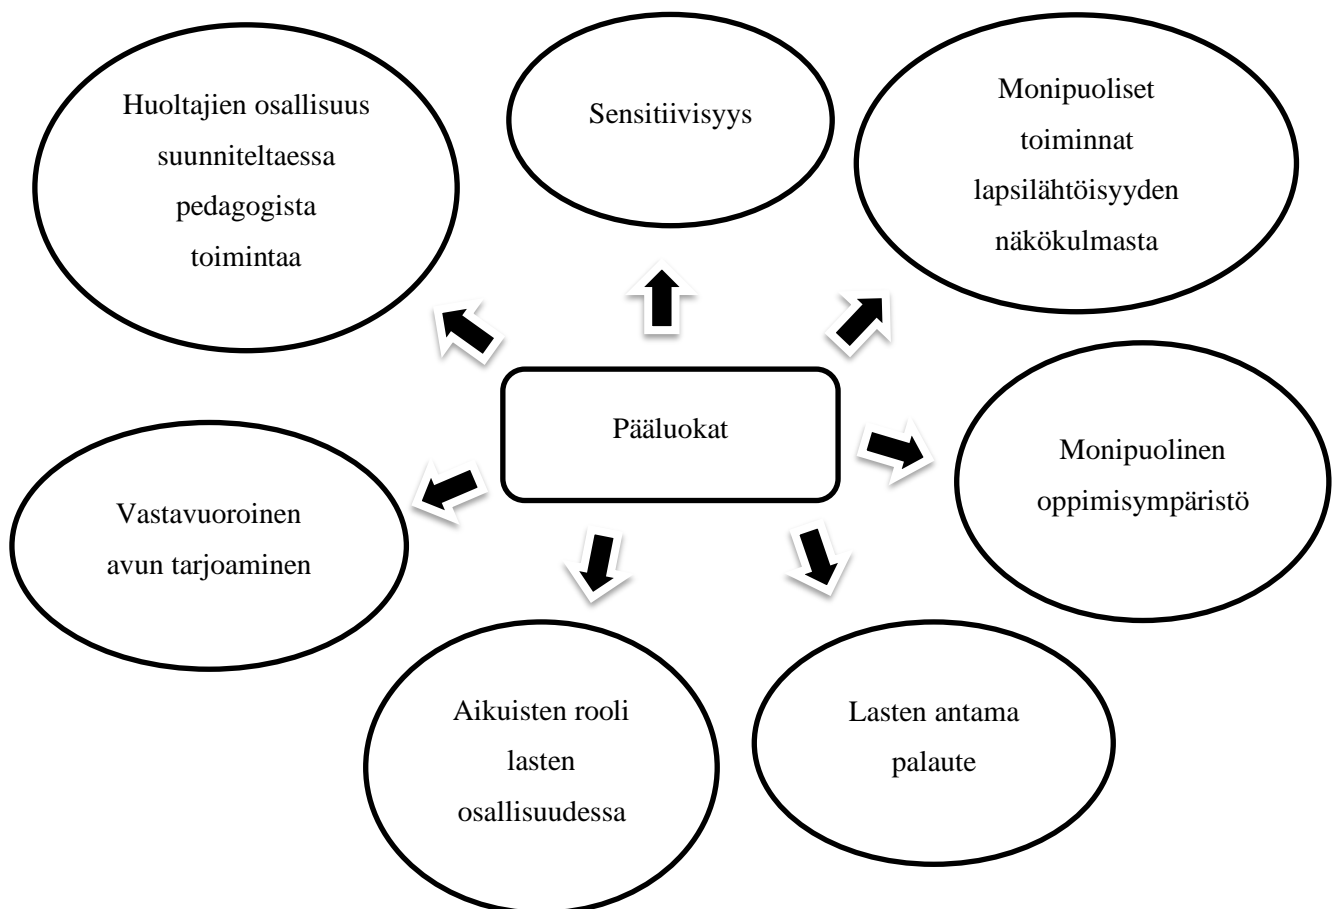 Huoltajien osallisuus
suunniteltaessa
pedagogista
toimintaa
Sensitiivisyys
Monipuoliset
toiminnat
lapsilähtöisyyden
näkökulmasta
Pääluokat
Monipuolinen
oppimisympäristö
Vastavuoroinen
avun tarjoaminen
Aikuisten rooli
lasten
osallisuudessa
Lasten antama
palaute